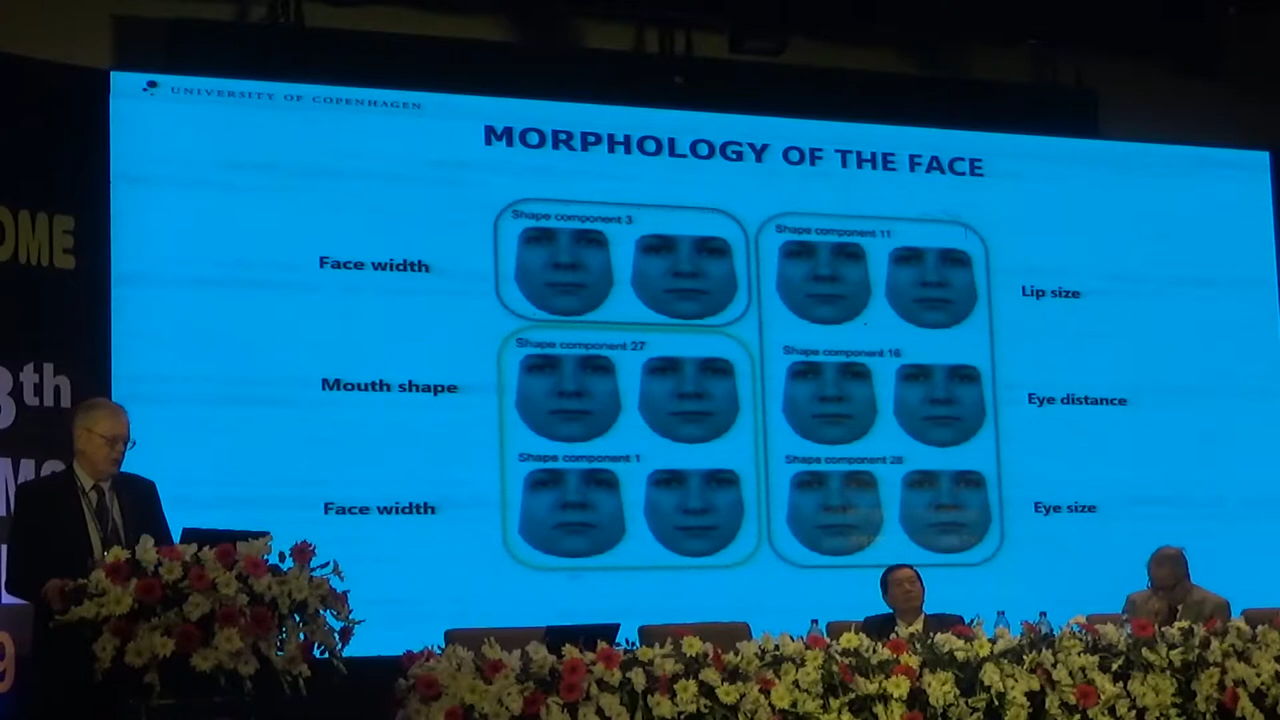 UNIVERSITY OF COPENHAGEN
MORPHOLOGY OF THE FACE
Shape component 3
Shape component 11
Face width
Lip size
Shape component 27
Shape component 16
Mouth shape
Eye distance
Shape component 1
Shape component 28
Face width
Eye size
OME
8th
9